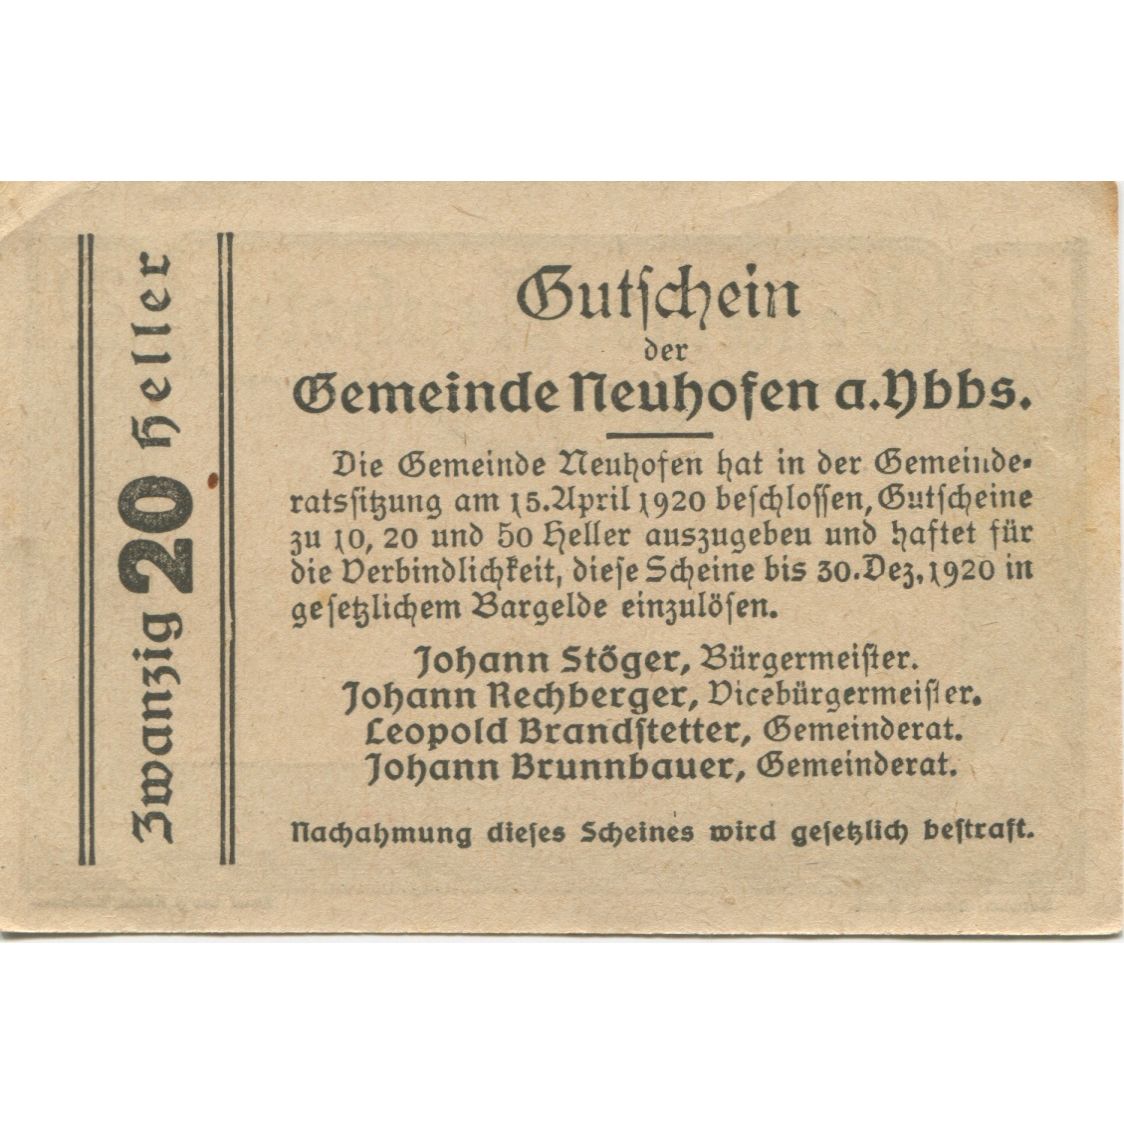 Zwanzig 20 Heller
Gutschein
der
Gemeinde Neuhofen a. Ybbs.
Die Gemeinde Neuhofen hat in der Gemeinde-
ratssitzung am 15. April 1920 beschlossen, Gutscheine
zu 10, 20 und 50 Heller auszugeben und haftet für
die Verbindlichkeit, diese Scheine bis 30. Dez. 1920 in
gesetzlichem Bargelde einzulösen.
Johann Stöger, Bürgermeister.
Johann Rechberger, Vicebürgermeister.
Leopold Brandstetter, Gemeinderat.
Johann Brunnbauer, Gemeinderat.
Nachahmung dieses Scheines wird gesetzlich bestraft.